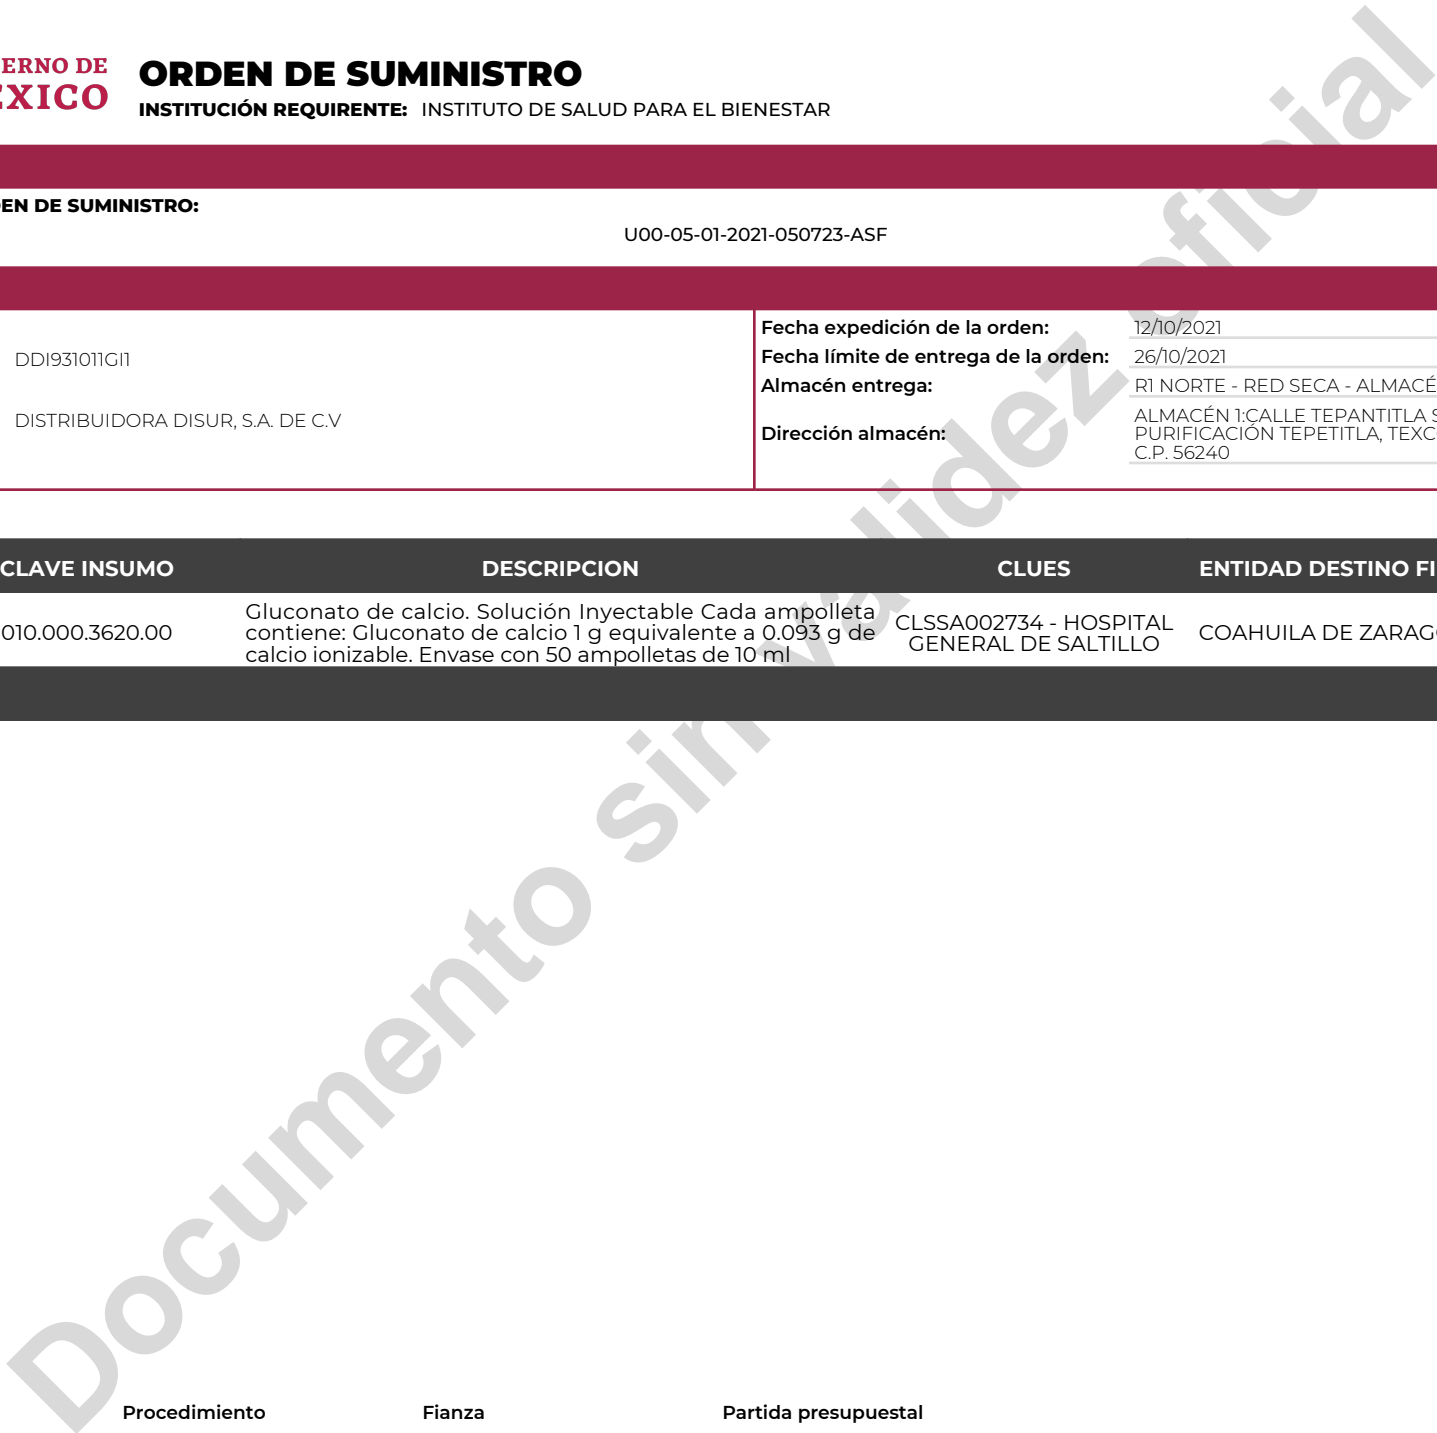 ERNO DE
EXICO
ORDEN DE SUMINISTRO
INSTITUCIÓN REQUIRENTE: INSTITUTO DE SALUD PARA EL BIENESTAR
EN DE SUMINISTRO:
U00-05-01-2021-050723-ASF
DDI931011GI1
DISTRIBUIDORA DISUR, S.A. DE C.V
Fecha expedición de la orden: 12/10/2021
Fecha límite de entrega de la orden: 26/10/2021
Almacén entrega: R1 NORTE - RED SECA - ALMACÉ
Dirección almacén:
ALMACÉN 1:CALLE TEPANTITLA S
PURIFICACIÓN TEPETITLA, TEXC
C.P. 56240
CLAVE INSUMO DESCRIPCION CLUES ENTIDAD DESTINO FI
010.000.3620.00
Gluconato de calcio. Solución Inyectable Cada ampolleta
contiene: Gluconato de calcio 1 g equivalente a 0.093 g de
calcio ionizable. Envase con 50 ampolletas de 10 ml
CLSSA002734 - HOSPITAL
GENERAL DE SALTILLO
COAHUILA DE ZARAG
Documento sin validez oficial
Procedimiento Fianza Partida presupuestal